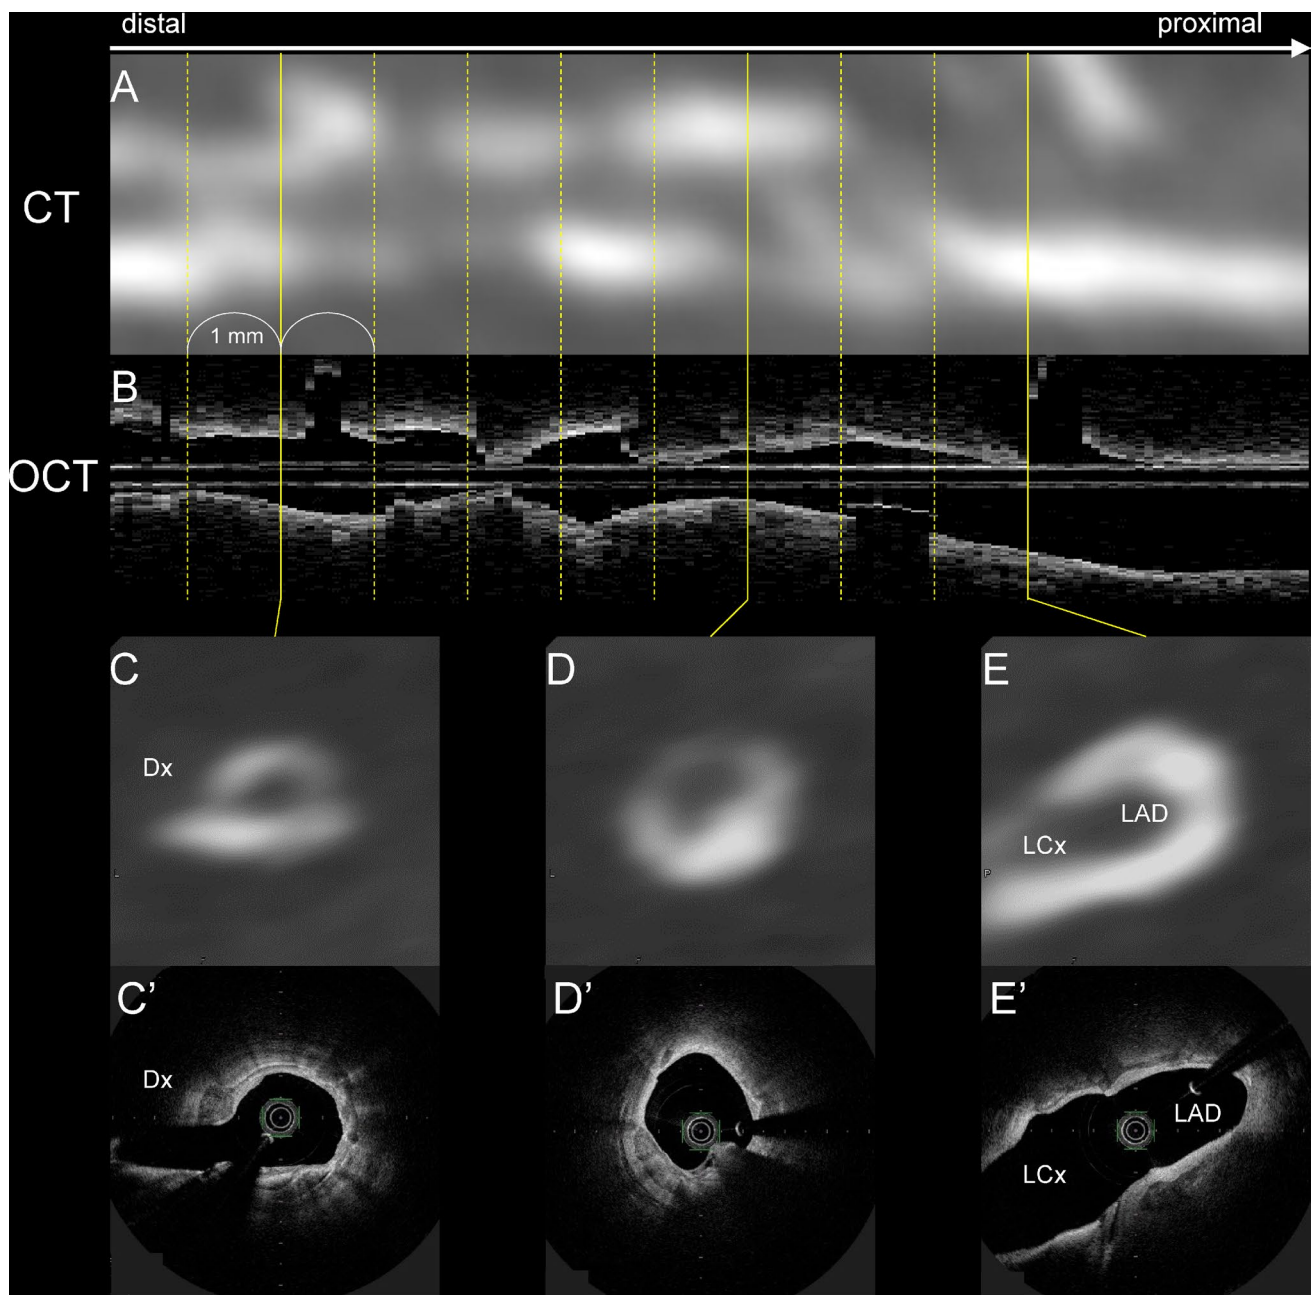 distal proximal
A
CT
1 mm
B
OCT
C D E
Dx
LAD
LCx
L L P
C' D' E'
Dx
LAD
LCx